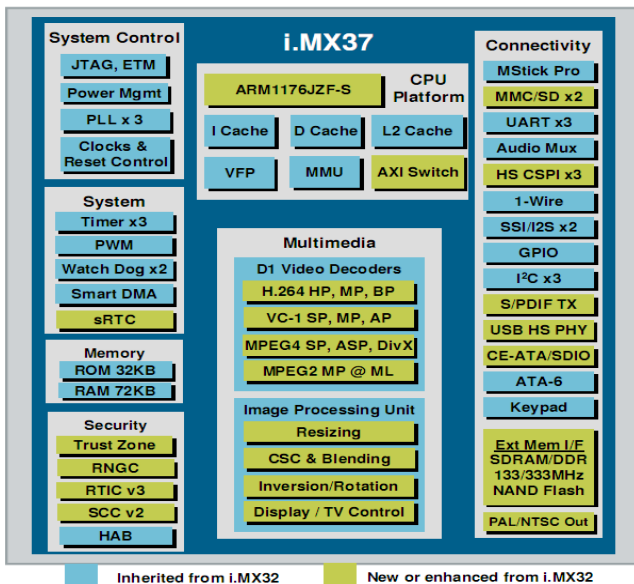 i.MX37
System Control
JTAG, ETM
Power Mgmt
PLL x 3
Clocks &
Reset Control
System
Timer x3
PWM
Watch Dog x2
Smart DMA
sRTC
Memory
ROM 32KB
RAM 72KB
Security
Trust Zone
RNGC
RTIC v3
SCC v2
HAB
CPU
Platform
ARM1176JZF-S
I Cache
D Cache
L2 Cache
VFP
MMU
AXI Switch
Multimedia
D1 Video Decoders
H.264 HP, MP, BP
VC-1 SP, MP, AP
MPEG4 SP, ASP, DivX
MPEG2 MP @ ML
Image Processing Unit
Resizing
CSC & Blending
Inversion/Rotation
Display / TV Control
Connectivity
MStick Pro
MMC/SD x2
UART x3
Audio Mux
HS CSPI x3
1-Wire
SSI/I2S x2
GPIO
I²C x3
S/PDIF TX
USB HS PHY
CE-ATA/SDIO
ATA-6
Keypad
Ext Mem I/F
SDRAM/DDR
133/333MHz
NAND Flash
PAL/NTSC Out
Inherited from i.MX32
New or enhanced from i.MX32